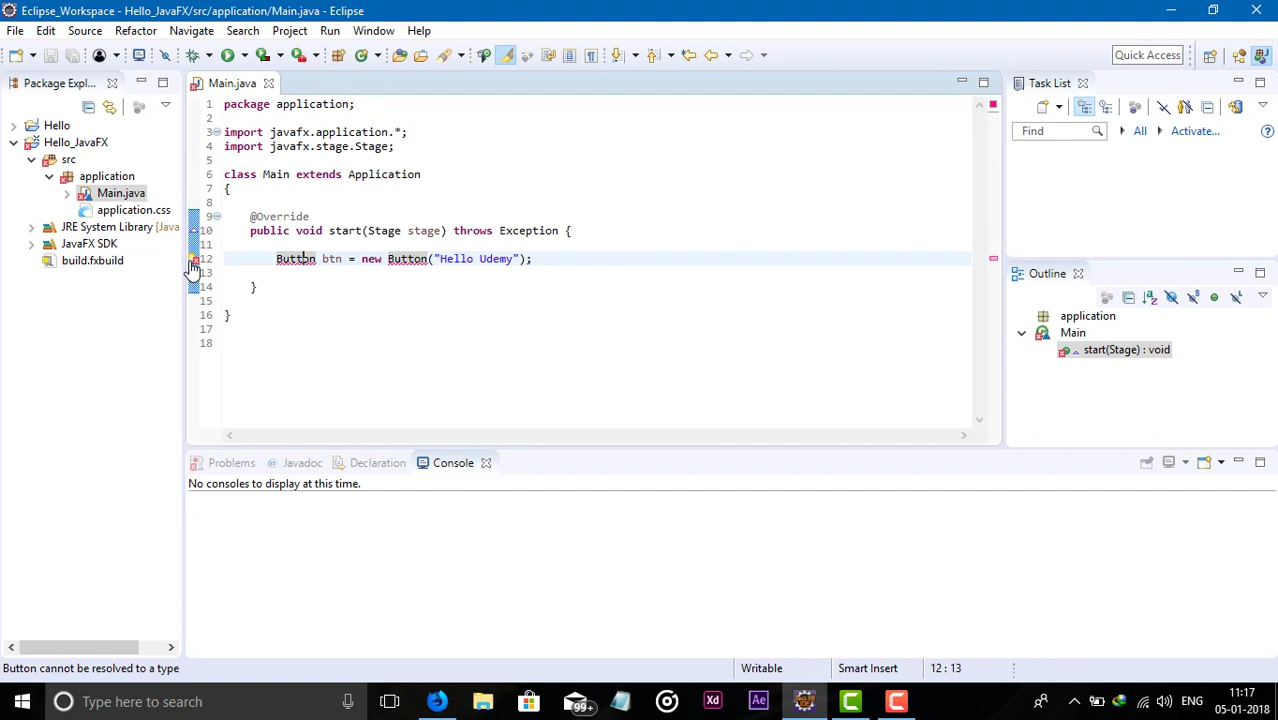 Eclipse_Workspace - Hello_JavaFX/src/application/Main.java - Eclipse
File Edit Source Refactor Navigate Search Project Run Window Help
Quick Access
Package Expl...
Main.java
Task List
Hello
Hello_JavaFX
src
application
Main.java
application.css
JRE System Library [Java
JavaFX SDK
build.fxbuild
1 package application;
2
3 import javafx.application.*;
4 import javafx.stage.Stage;
5
6 class Main extends Application
7 {
8
9 @Override
10 public void start(Stage stage) throws Exception {
11
12 Button btn = new Button("Hello Udemy");
13
14 }
15
16 }
17
18
Find All Activate...
Outline
application
Main
start(Stage) : void
Problems Javadoc Declaration Console
No consoles to display at this time.
Button cannot be resolved to a type
Writable Smart Insert 12 : 13
Type here to search
99+
Xd Ae
ENG
11:17
05-01-2018